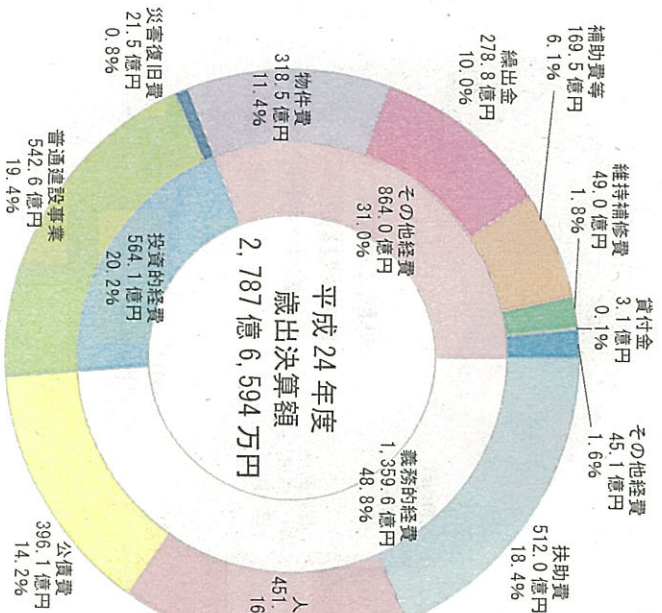 平成24年度
歳出決算額
2,787億6,594万円
義務的経費
1,359.6億円
48.8%
投資的経費
564.1億円
20.2%
その他経費
864.0億円
31.0%
扶助費
512.0億円
18.4%
人
451.
16
公債費
396.1億円
14.2%
普通建設事業
542.6億円
19.4%
災害復旧費
21.5億円
0.8%
物件費
318.5億円
11.4%
繰出金
278.8億円
10.0%
補助費等
169.5億円
6.1%
維持補修費
49.0億円
1.8%
貸付金
3.1億円
0.1%
その他経費
45.1億円
1.6%